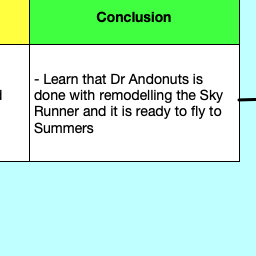 Conclusion
- Learn that Dr Andonuts is
done with remodelling the Sky
Runner and it is ready to fly to
Summers